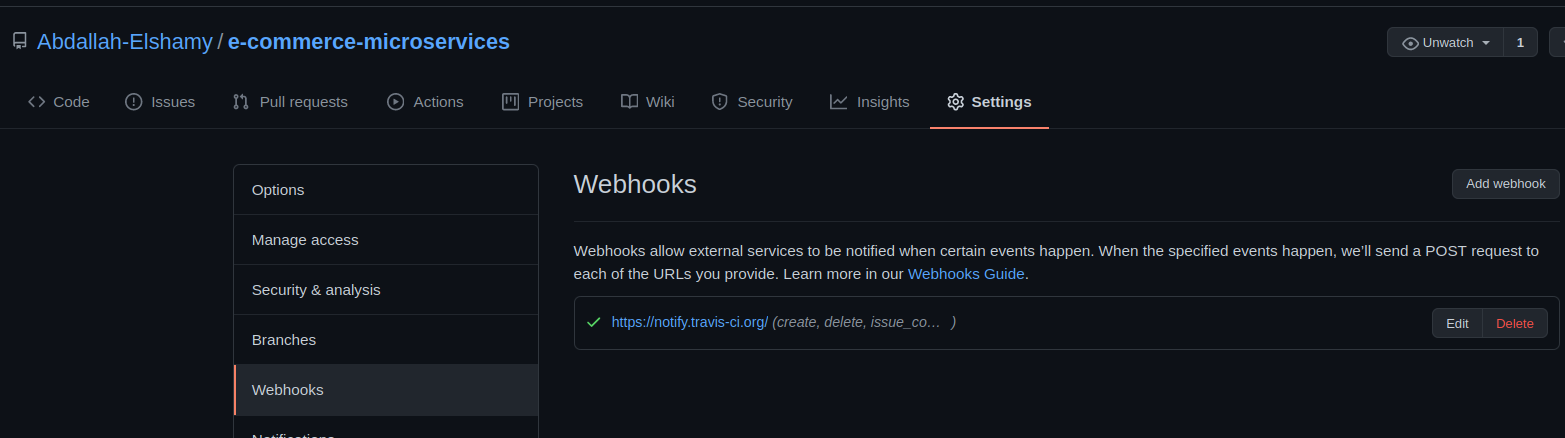 Abdallah-Elshamy / e-commerce-microservices
Unwatch 1
Code Issues Pull requests Actions Projects Wiki Security Insights Settings
Options
Manage access
Security & analysis
Branches
Webhooks
Notifications
Webhooks
Add webhook
Webhooks allow external services to be notified when certain events happen. When the specified events happen, we’ll send a POST request to
each of the URLs you provide. Learn more in our Webhooks Guide.
https://notify.travis-ci.org/ (create, delete, issue_co… )
Edit Delete